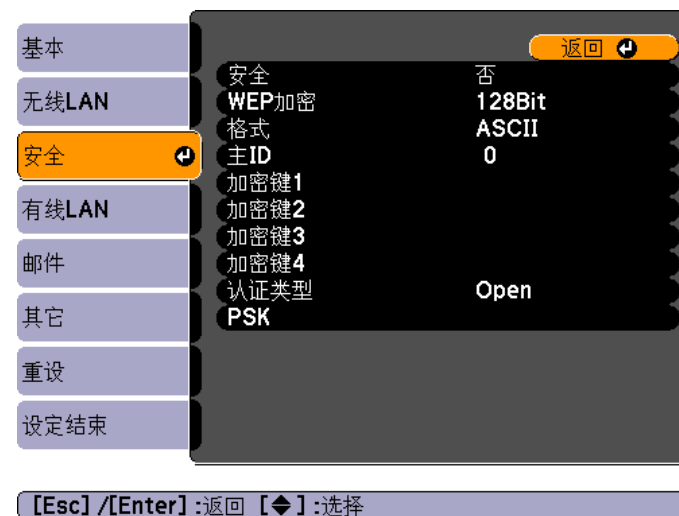 基本
无线LAN
安全
有线LAN
邮件
其它
重设
设定结束
返回
安全 否
WEP加密 128Bit
格式 ASCII
主ID 0
加密键1
加密键2
加密键3
加密键4
认证类型 Open
PSK
[Esc] /[Enter] :返回 [◆] :选择